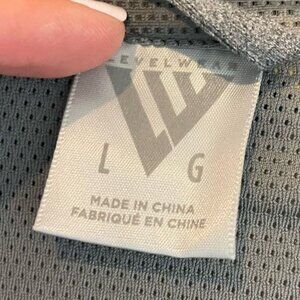 LEVELWEAR
L G
MADE IN CHINA
FABRIQUÉ EN CHINE